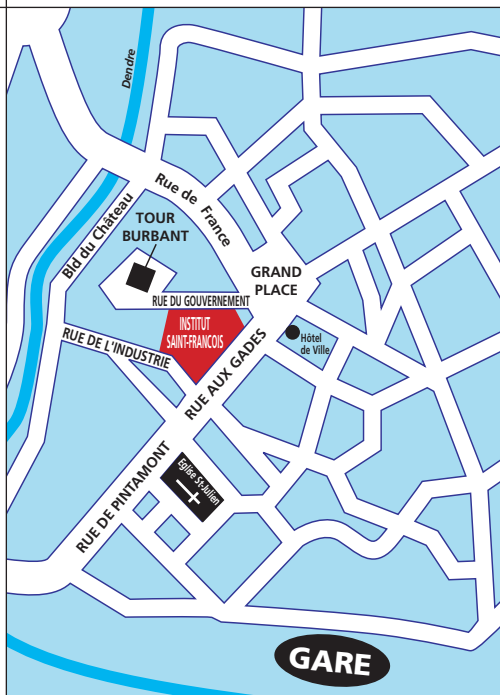 Dendre
Rue de France
Bld du Château
TOUR
BURBANT
GRAND
PLACE
RUE DU GOUVERNEMENT
INSTITUT
SAINT-FRANCOIS
Hôtel
de Ville
RUE DE L'INDUSTRIE
RUE AUX GADES
RUE DE PINTAMONT
Eglise St-Julien
GARE